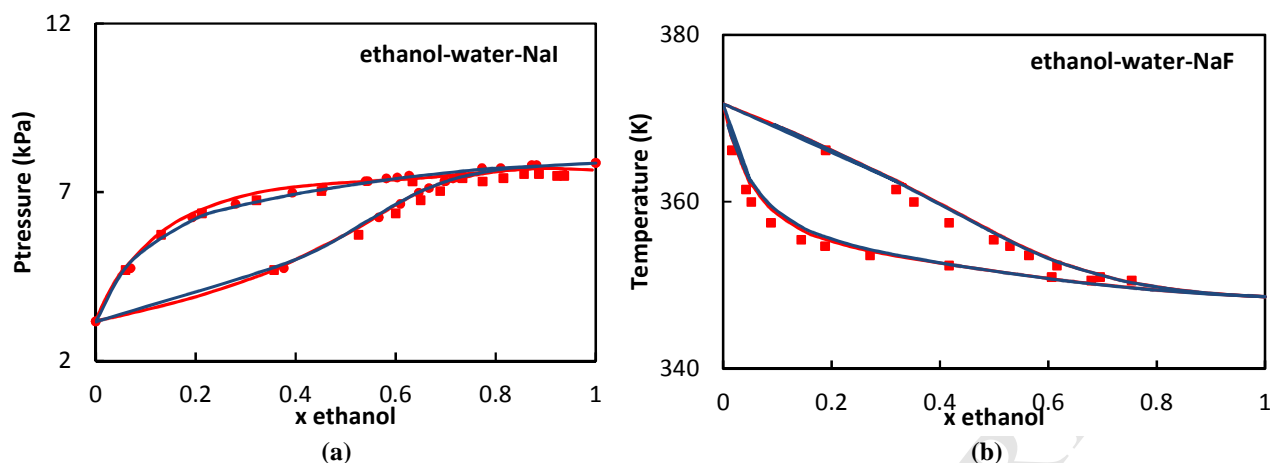 12
ethanol-water-NaI
Ptressure (kPa)
7
2
0 0.2 0.4 0.6 0.8 1
x ethanol
(a)
380
ethanol-water-NaF
Temperature (K)
360
340
0 0.2 0.4 0.6 0.8 1
x ethanol
(b)